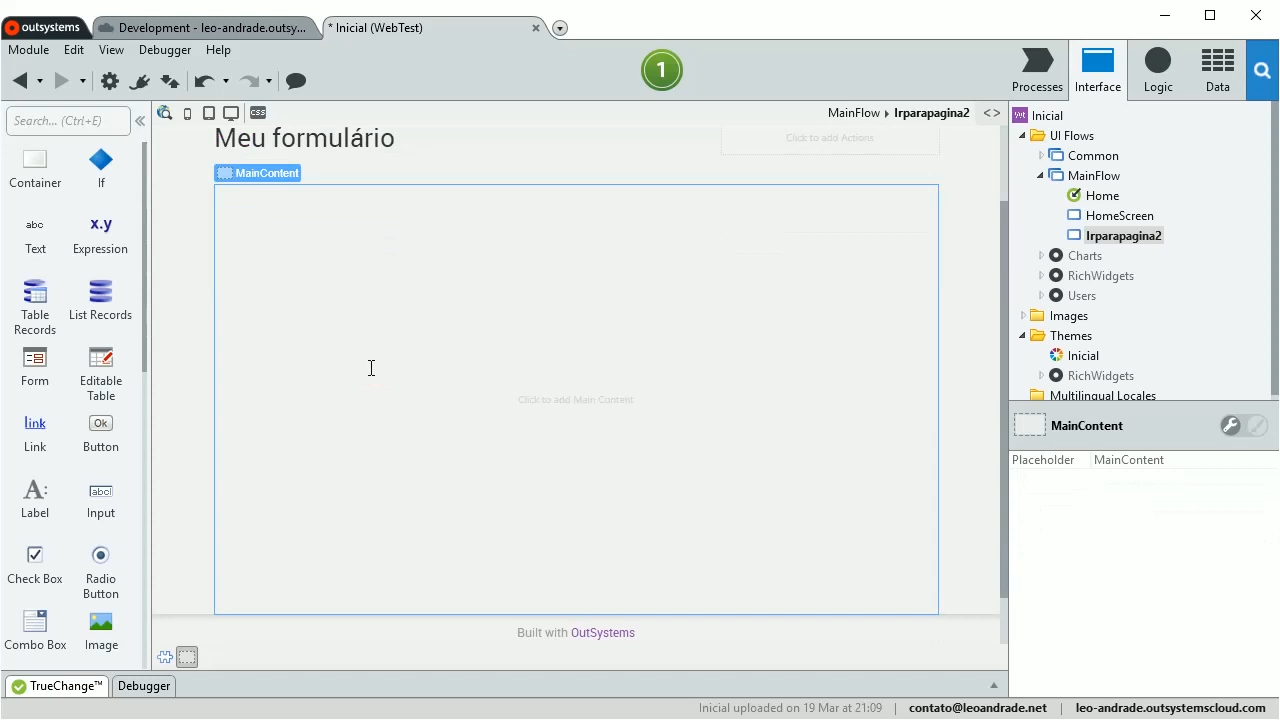 outsystems
Development - leo-andrade.outsy...
* Inicial (WebTest)
Module Edit View Debugger Help
1
Processes Interface Logic Data
Search... (Ctrl+E)
css
MainFlow Irparapagina2 <>
Container If
abc x.y
Text Expression
Table Records
List Records
Form
Editable Table
link
Link
Ok
Button
A:
Label
abc
Input
Check Box
Radio Button
Combo Box
Image
Meu formulário
Click to add Actions
MainContent
Click to add Main Content
Built with OutSystems
Inicial
UI Flows
Common
MainFlow
Home
HomeScreen
Irparapagina2
Charts
RichWidgets
Users
Images
Themes
Inicial
RichWidgets
Multilingual Locales
MainContent
Placeholder MainContent
TrueChange™ Debugger
Inicial uploaded on 19 Mar at 21:09 contato@leoandrade.net leo-andrade.outsystemscloud.com